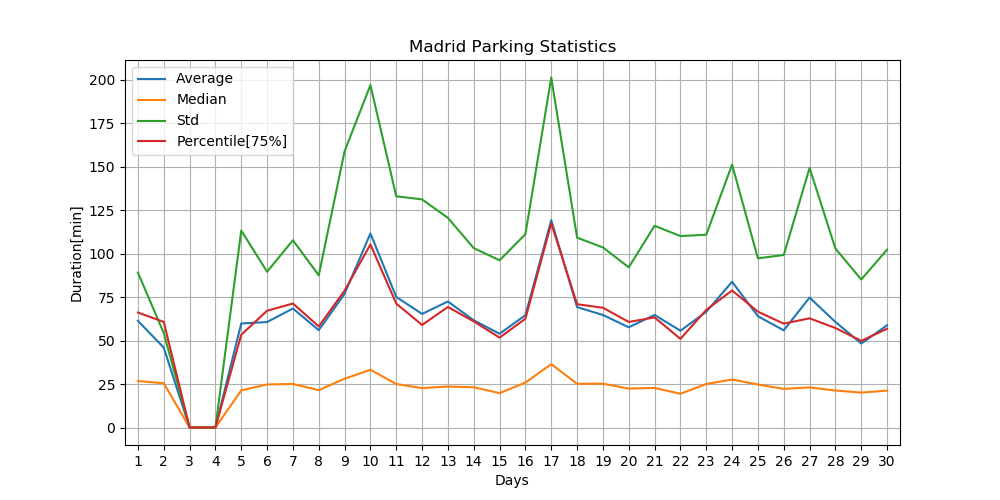 Madrid Parking Statistics
Average
Median
Std
Percentile[75%]
Duration[min]
200
175
150
125
100
75
50
25
0
1 2 3 4 5 6 7 8 9 10 11 12 13 14 15 16 17 18 19 20 21 22 23 24 25 26 27 28 29 30
Days